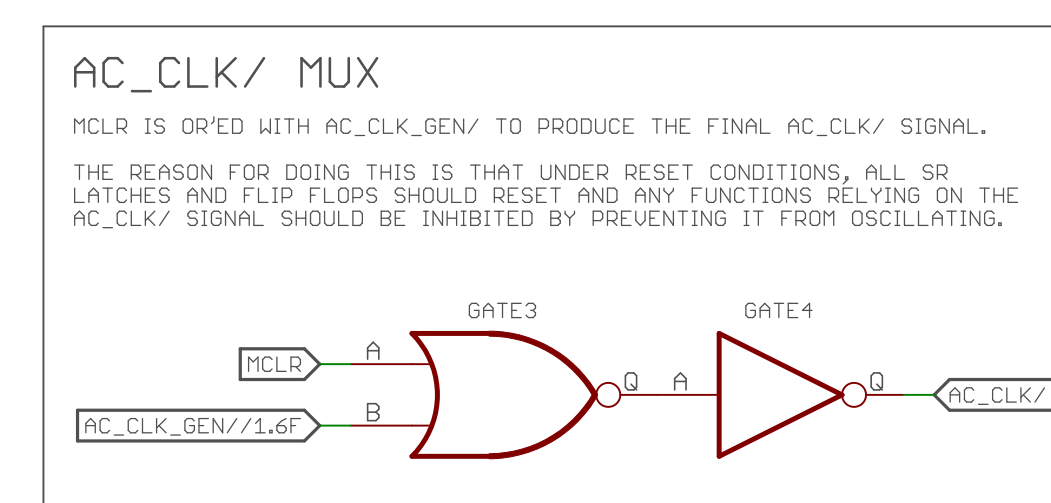 AC_CLK/ MUX
MCLR IS OR'ED WITH AC_CLK_GEN/ TO PRODUCE THE FINAL AC_CLK/ SIGNAL.
THE REASON FOR DOING THIS IS THAT UNDER RESET CONDITIONS, ALL SR
LATCHES AND FLIP FLOPS SHOULD RESET AND ANY FUNCTIONS RELYING ON THE
AC_CLK/ SIGNAL SHOULD BE INHIBITED BY PREVENTING IT FROM OSCILLATING.
GATE3
GATE4
MCLR
A
Q
A
Q
AC_CLK/
AC_CLK_GEN//1.6F
B